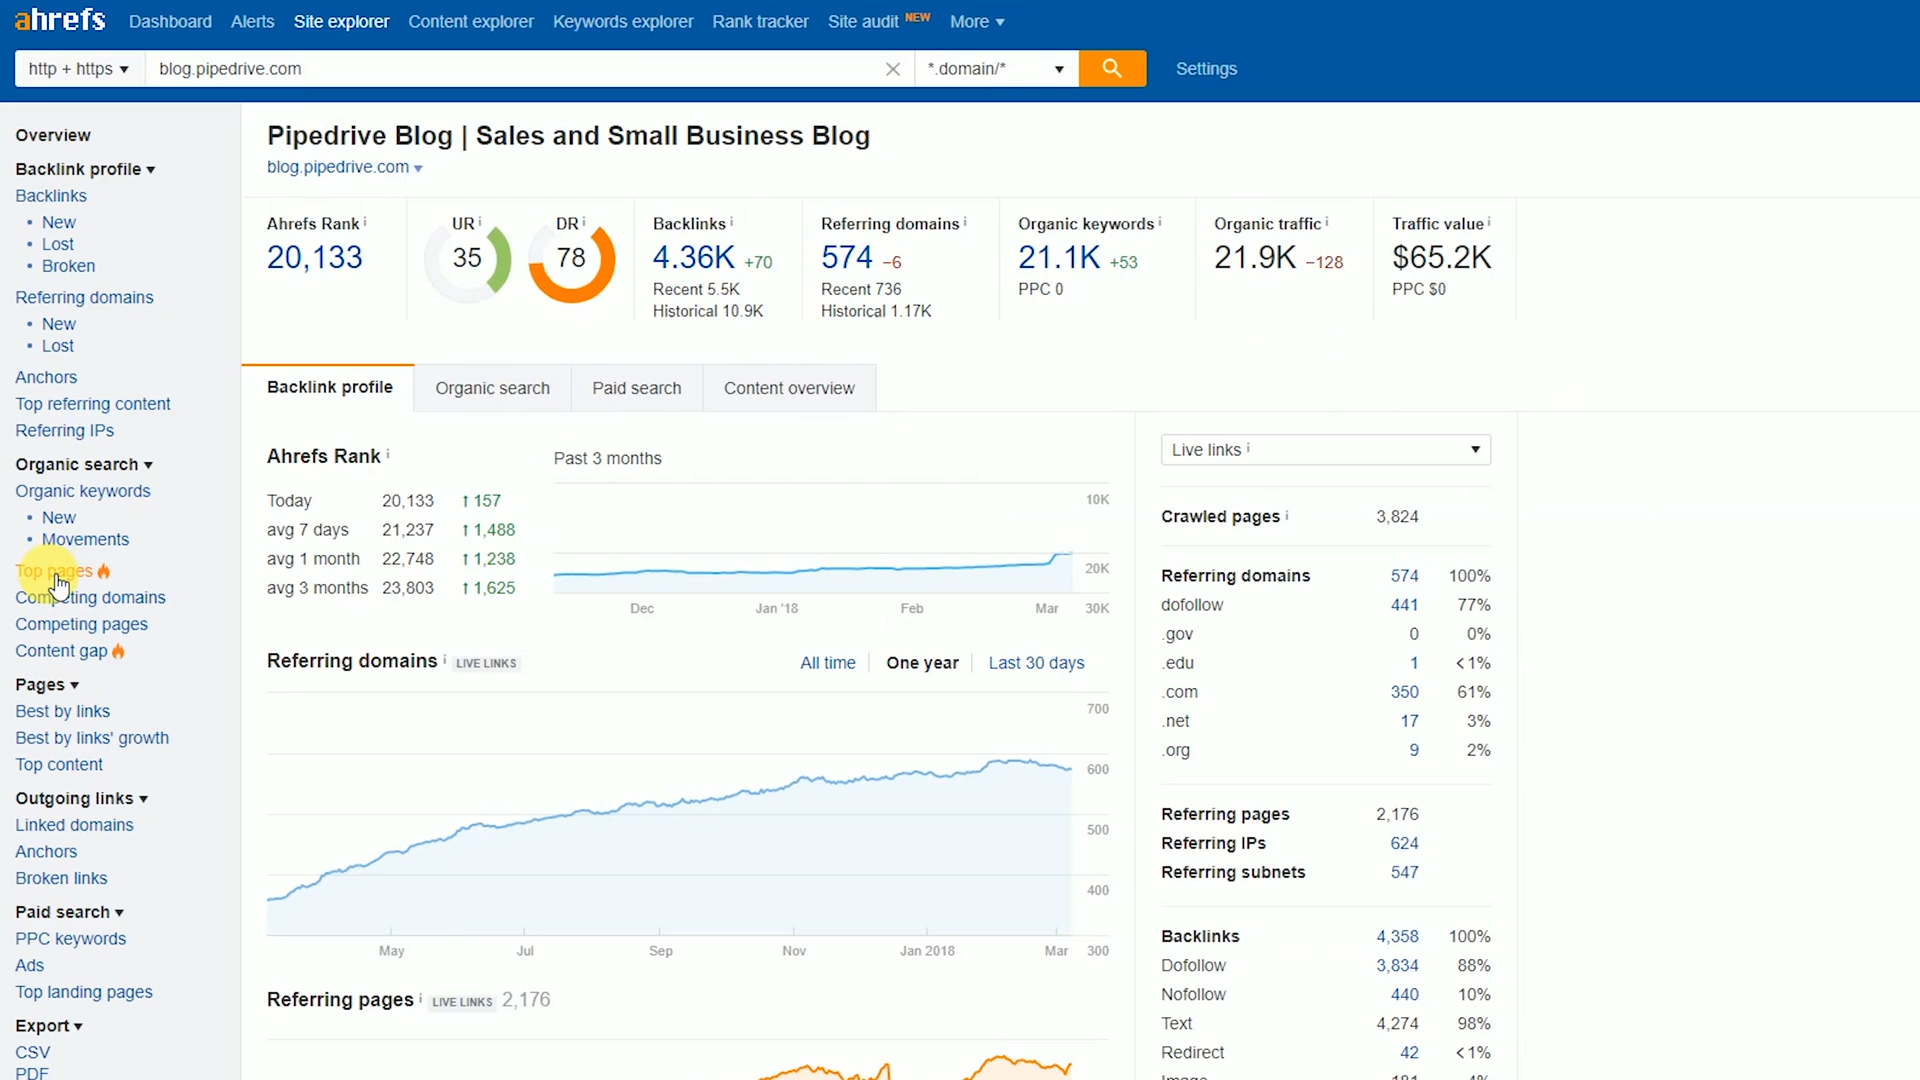 ahrefs Dashboard Alerts Site explorer Content explorer Keywords explorer Rank tracker Site audit NEW More
http + https blog.pipedrive.com *.domain/* Settings
Overview
Backlink profile
Backlinks
• New
• Lost
• Broken
Referring domains
• New
• Lost
Anchors
Top referring content
Referring IPs
Organic search
Organic keywords
• New
• Movements
Top pages
Competing domains
Competing pages
Content gap
Pages
Best by links
Best by links' growth
Top content
Outgoing links
Linked domains
Anchors
Broken links
Paid search
PPC keywords
Ads
Top landing pages
Export
CSV
PDF
Pipedrive Blog | Sales and Small Business Blog
blog.pipedrive.com
Ahrefs Rank i
20,133
UR i
35
DR i
78
Backlinks i
4.36K +70
Recent 5.5K
Historical 10.9K
Referring domains i
574 −6
Recent 736
Historical 1.17K
Organic keywords i
21.1K +53
PPC 0
Organic traffic i
21.9K −128
Traffic value i
$65.2K
PPC $0
Backlink profile Organic search Paid search Content overview
Ahrefs Rank i Past 3 months
Today 20,133 ↑ 157
avg 7 days 21,237 ↑ 1,488
avg 1 month 22,748 ↑ 1,238
avg 3 months 23,803 ↑ 1,625
10K
20K
Dec Jan '18 Feb Mar 30K
Referring domains i LIVE LINKS All time One year Last 30 days
700
600
500
400
May Jul Sep Nov Jan 2018 Mar 300
Referring pages i LIVE LINKS 2,176
Live links i
Crawled pages i 3,824
Referring domains 574 100%
dofollow 441 77%
.gov 0 0%
.edu 1 <1%
.com 350 61%
.net 17 3%
.org 9 2%
Referring pages 2,176
Referring IPs 624
Referring subnets 547
Backlinks 4,358 100%
Dofollow 3,834 88%
Nofollow 440 10%
Text 4,274 98%
Redirect 42 <1%